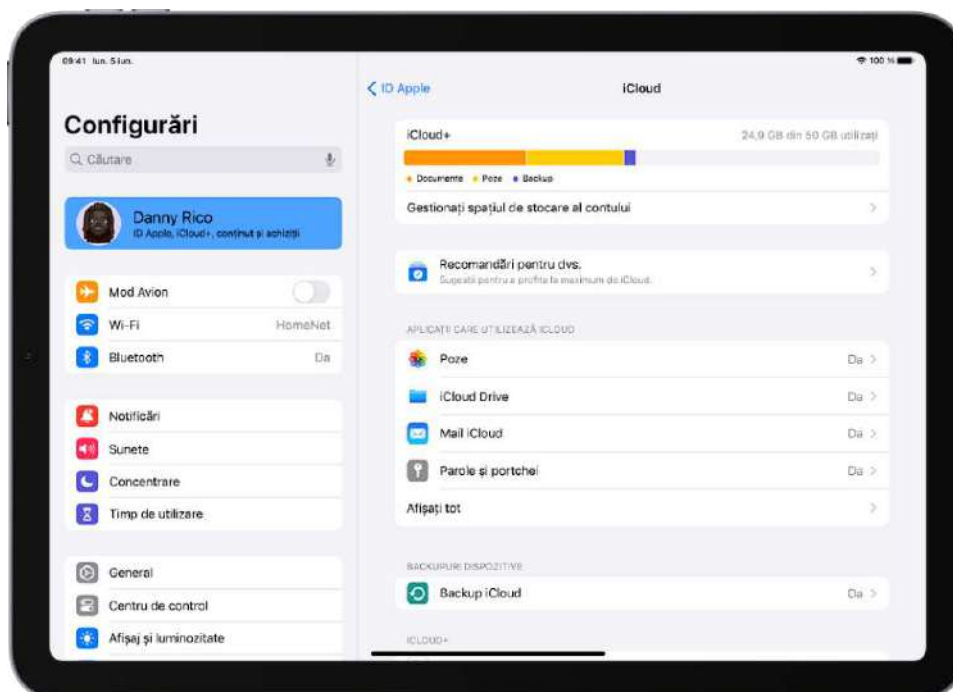 09:41 lun. 5 iun.
100 %
Configurări
Căutare
Danny Rico
ID Apple, iCloud+, conținut și achiziții
Mod Avion
Wi-Fi HomeNet
Bluetooth Da
Notificări
Sunete
Concentrare
Timp de utilizare
General
Centru de control
Afișaj și luminozitate
ID Apple
iCloud
iCloud+ 24,9 GB din 50 GB utilizați
Documente Poze Backup
Gestionați spațiul de stocare al contului
Recomandări pentru dvs.
Sugestii pentru a profita la maximum de iCloud.
APLICAȚII CARE UTILIZEAZĂ ICLOUD
Poze Da
iCloud Drive Da
Mail iCloud Da
Parole și portchei Da
Afișați tot
BACKUPURI DISPOZITIVE
Backup iCloud Da
ICLOUD+